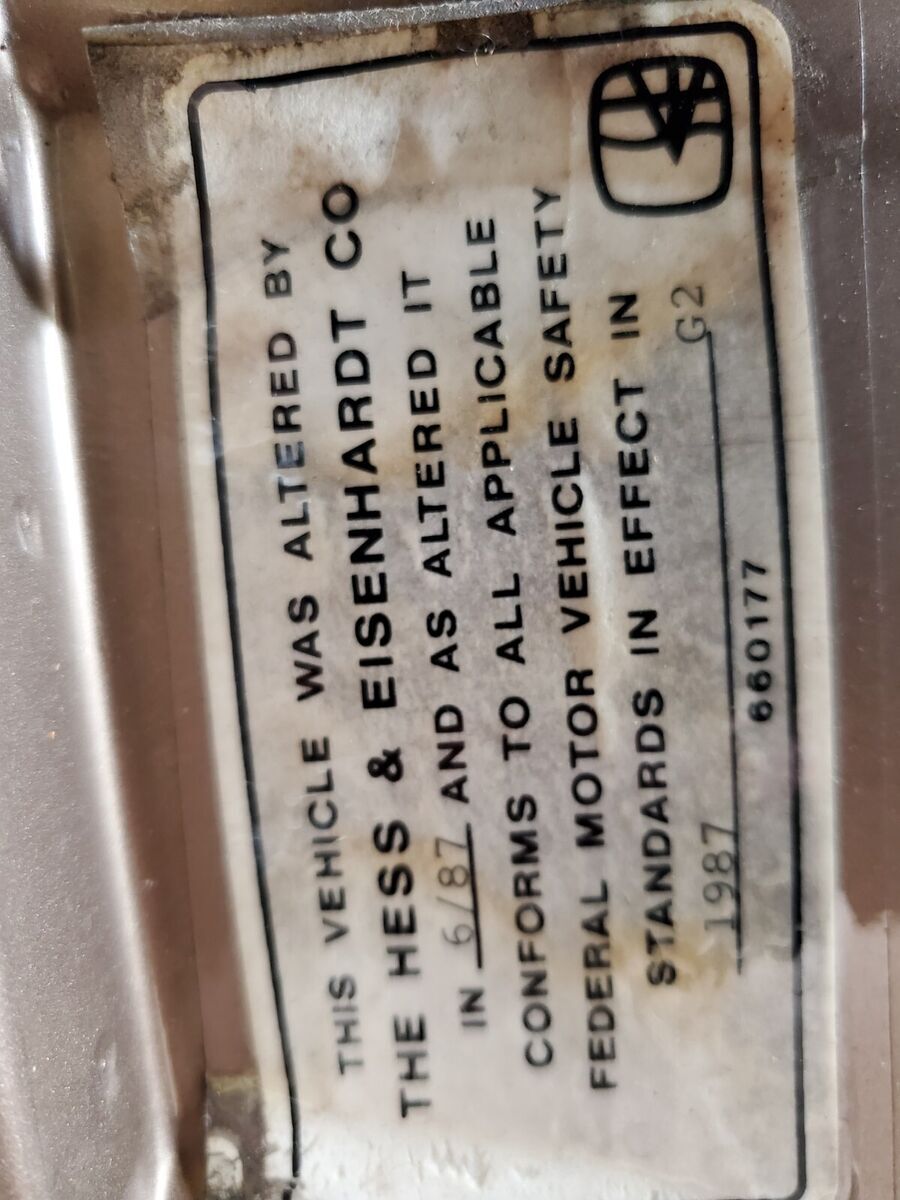 THIS VEHICLE WAS ALTERED BY
THE HESS & EISENHARDT CO
IN 6/87 AND AS ALTERED IT
CONFORMS TO ALL APPLICABLE
FEDERAL MOTOR VEHICLE SAFETY
STANDARDS IN EFFECT IN
1987 G2
660177